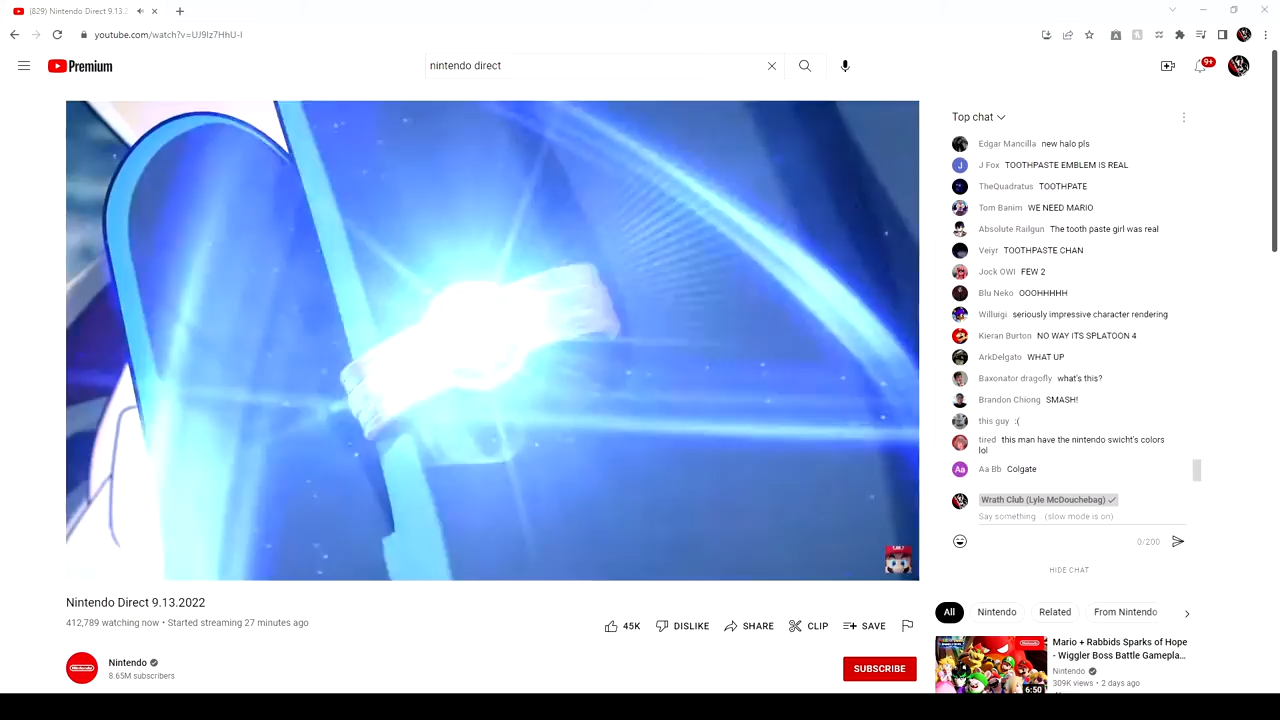 (829) Nintendo Direct 9.13.2
youtube.com/watch?v=UJ9Iz7HhU-I
Premium
nintendo direct
9+
Top chat
Edgar Mancilla new halo pls
J J Fox TOOTHPASTE EMBLEM IS REAL
TheQuadratus TOOTHPATE
Tom Banim WE NEED MARIO
Absolute Railgun The tooth paste girl was real
Veiyr TOOTHPASTE CHAN
Jock OWI FEW 2
Blu Neko OOOHHHHH
Willuigi seriously impressive character rendering
Kieran Burton NO WAY ITS SPLATOON 4
ArkDelgato WHAT UP
Baxonator dragofly what's this?
Brandon Chiong SMASH!
this guy :(
tired this man have the nintendo swicht's colors
lol
Aa Aa Bb Colgate
Wrath Club (Lyle McDouchebag)
Say something (slow mode is on)
0/200
HIDE CHAT
Nintendo Direct 9.13.2022
412,789 watching now • Started streaming 27 minutes ago
45K DISLIKE SHARE CLIP SAVE
Nintendo
8.65M subscribers
SUBSCRIBE
All Nintendo Related From Nintendo
Mario + Rabbids Sparks of Hope
- Wiggler Boss Battle Gamepla...
Nintendo
309K views • 2 days ago
6:50